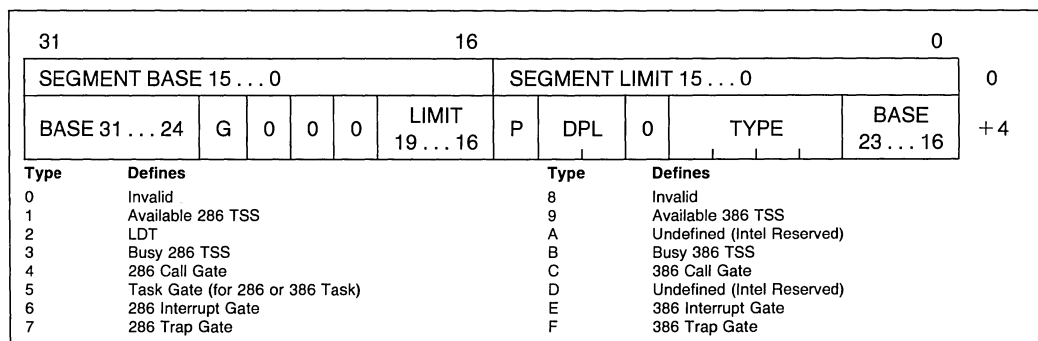 31 16 0
SEGMENT BASE 15 . . . 0 SEGMENT LIMIT 15 . . . 0 0
BASE 31 . . . 24 G 0 0 0 LIMIT 19 . . . 16 P DPL 0 TYPE BASE 23 . . . 16 +4
Type Defines Type Defines
0 Invalid 8 Invalid
1 Available 286 TSS 9 Available 386 TSS
2 LDT A Undefined (Intel Reserved)
3 Busy 286 TSS B Busy 386 TSS
4 286 Call Gate C 386 Call Gate
5 Task Gate (for 286 or 386 Task) D Undefined (Intel Reserved)
6 286 Interrupt Gate E 386 Interrupt Gate
7 286 Trap Gate F 386 Trap Gate